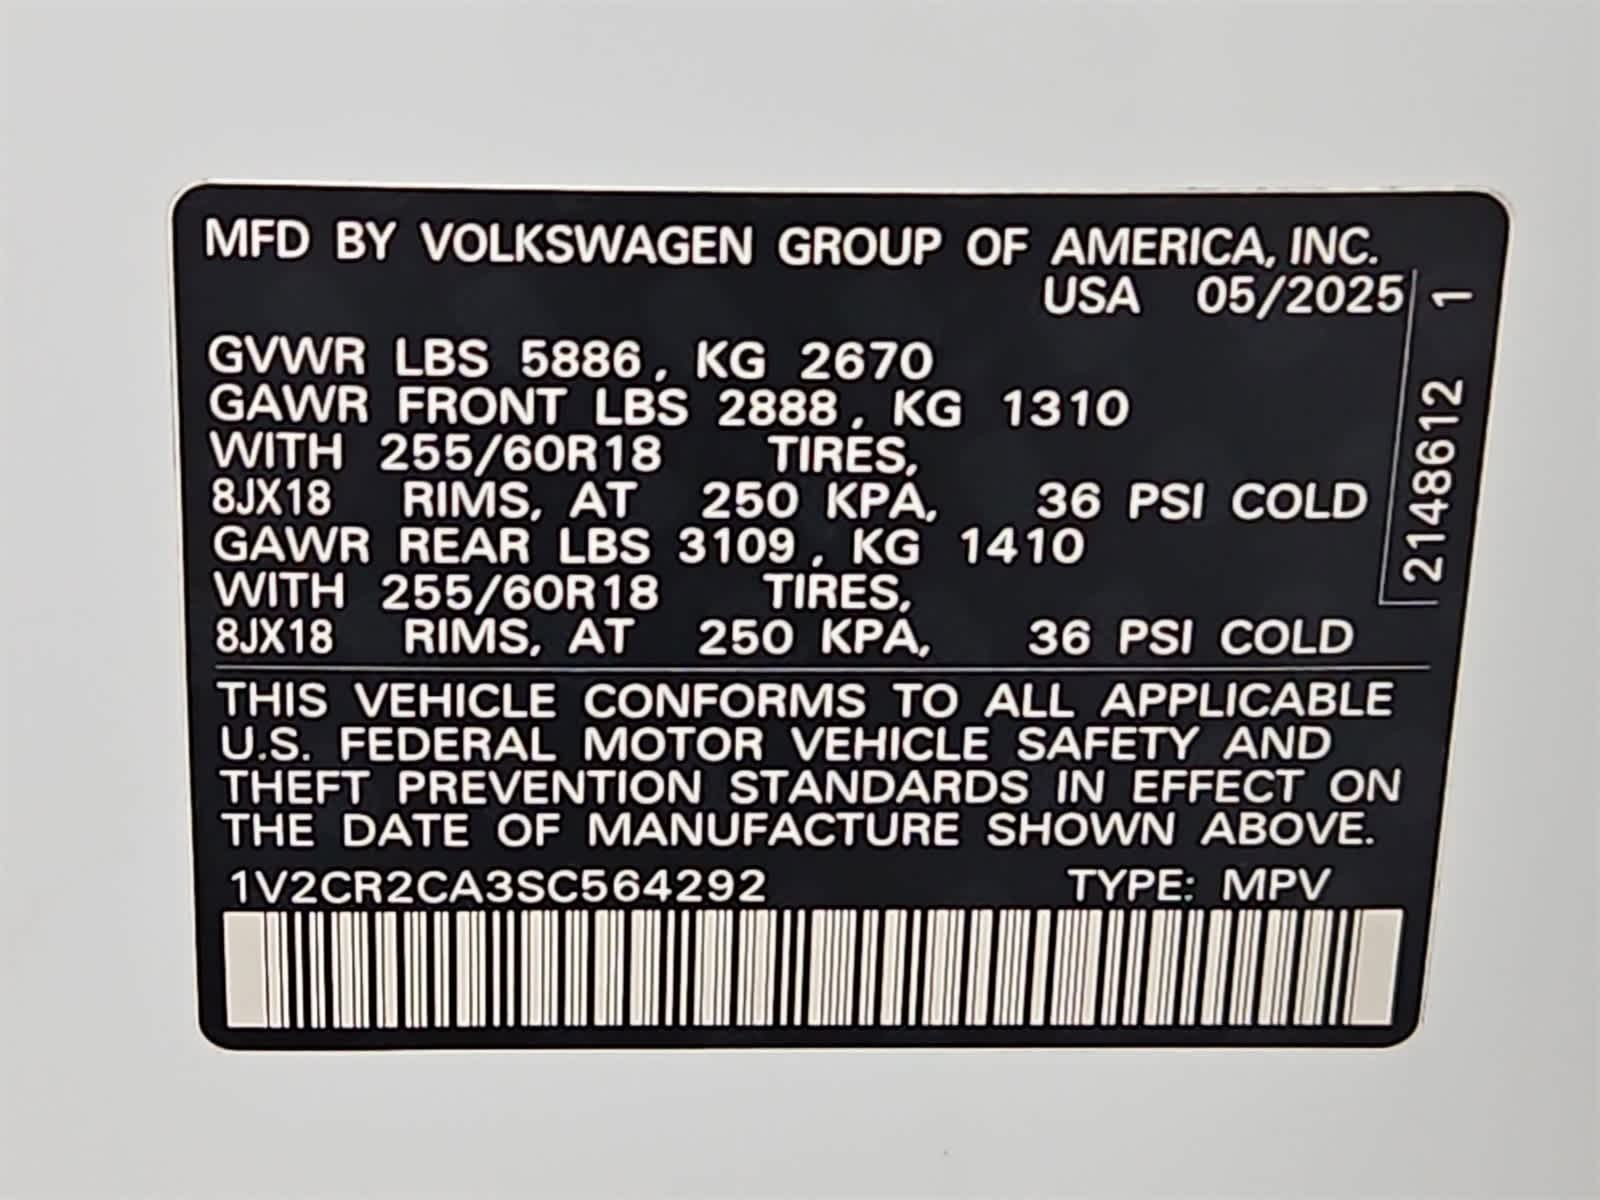 MFD BY VOLKSWAGEN GROUP OF AMERICA, INC.
USA 05/2025
GVWR LBS 5886, KG 2670
GAWR FRONT LBS 2888, KG 1310
WITH 255/60R18 TIRES,
8JX18 RIMS, AT 250 KPA, 36 PSI COLD
GAWR REAR LBS 3109, KG 1410
WITH 255/60R18 TIRES,
8JX18 RIMS, AT 250 KPA, 36 PSI COLD
THIS VEHICLE CONFORMS TO ALL APPLICABLE
U.S. FEDERAL MOTOR VEHICLE SAFETY AND
THEFT PREVENTION STANDARDS IN EFFECT ON
THE DATE OF MANUFACTURE SHOWN ABOVE.
1V2CR2CA3SC564292 TYPE: MPV
2148612 1